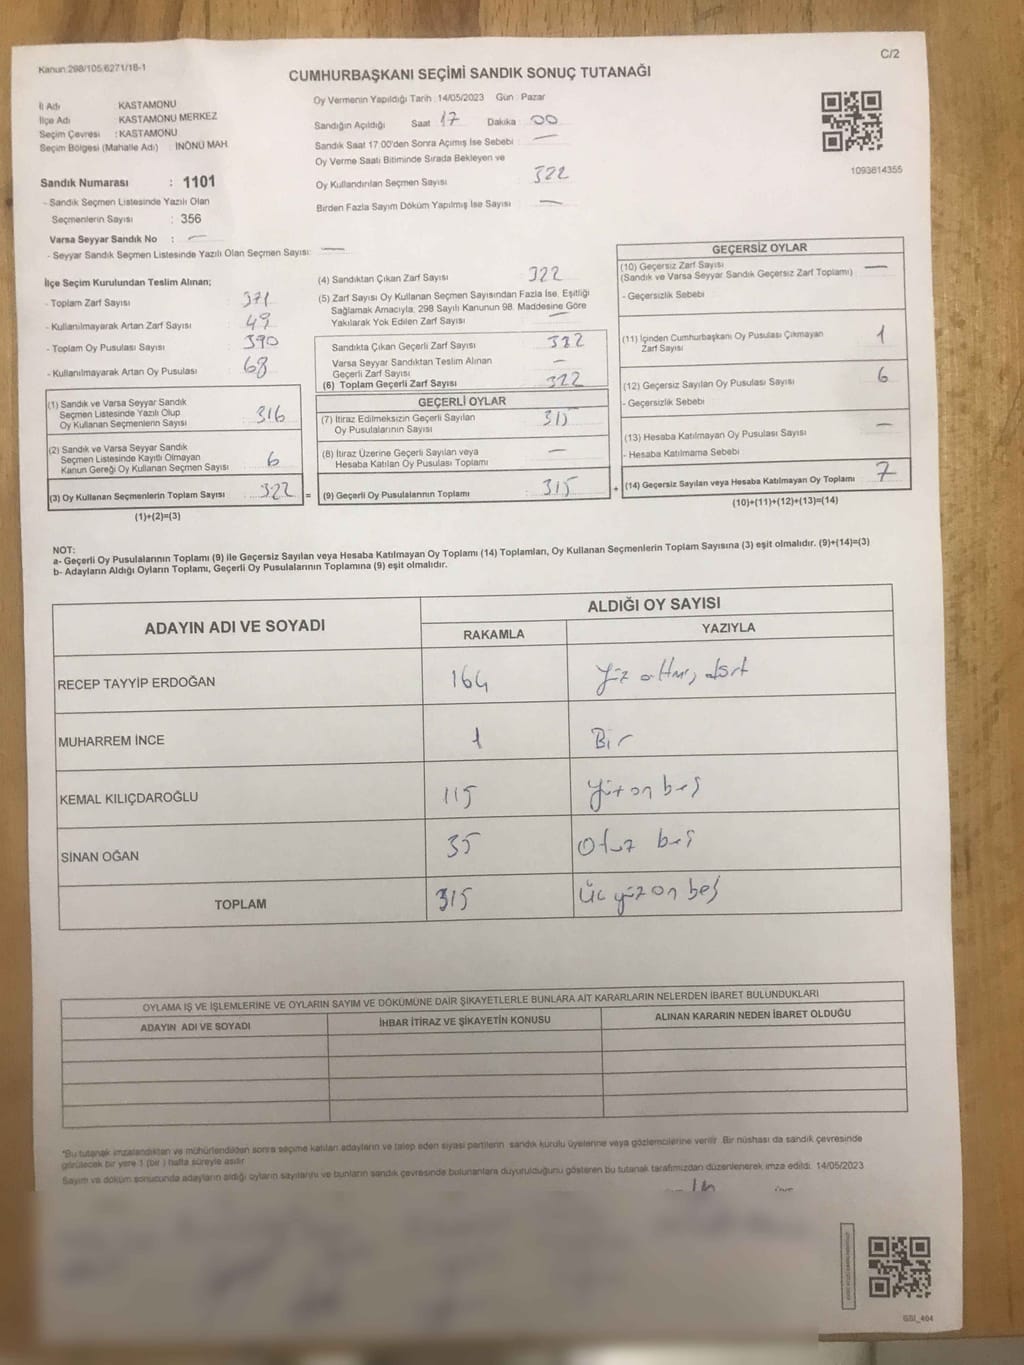 Kanun:298/105;6271/18-1
C/2
CUMHURBAŞKANI SEÇİMİ SANDIK SONUÇ TUTANAĞI
İl Adı KASTAMONU
İlçe Adı KASTAMONU MERKEZ
Seçim Çevresi : KASTAMONU
Seçim Bölgesi (Mahalle Adı) : İNÖNÜ MAH.
Sandık Numarası : 1101
- Sandık Seçmen Listesinde Yazılı Olan
Seçmenlerin Sayısı : 356
Varsa Seyyar Sandık No : —
- Seyyar Sandık Seçmen Listesinde Yazılı Olan Seçmen Sayısı: —
Oy Vermenin Yapıldığı Tarih :14/05/2023 Gün : Pazar
Sandığın Açıldığı Saat 17 Dakika : 00
Sandık Saat 17.00'den Sonra Açımış İse Sebebi : —
Oy Verme Saati Bitiminde Sırada Bekleyen ve
Oy Kullandırılan Seçmen Sayısı 322
Birden Fazla Sayım Döküm Yapılmış İse Sayısı : —
1093614355
İlçe Seçim Kurulundan Teslim Alınan;
- Toplam Zarf Sayısı : 371
- Kullanılmayarak Artan Zarf Sayısı : 49
- Toplam Oy Pusulası Sayısı : 390
- Kullanılmayarak Artan Oy Pusulası : 68
(1) Sandık ve Varsa Seyyar Sandık
Seçmen Listesinde Yazılı Olup
Oy Kullanan Seçmenlerin Sayısı 316
(2) Sandık ve Varsa Seyyar Sandık
Seçmen Listesinde Kayıtlı Olmayan
Kanun Gereği Oy Kullanan Seçmen Sayısı 6
(3) Oy Kullanan Seçmenlerin Toplam Sayısı 322 =
(1)+(2)=(3)
(4) Sandıktan Çıkan Zarf Sayısı 322
(5) Zarf Sayısı Oy Kullanan Seçmen Sayısından Fazla İse, Eşitliği
Sağlamak Amacıyla, 298 Sayılı Kanunun 98. Maddesine Göre
Yakılarak Yok Edilen Zarf Sayısı —
Sandıkta Çıkan Geçerli Zarf Sayısı 322
Varsa Seyyar Sandıktan Teslim Alınan
Geçerli Zarf Sayısı —
(6) Toplam Geçerli Zarf Sayısı 322
GEÇERLİ OYLAR
(7) İtiraz Edilmeksizin Geçerli Sayılan
Oy Pusulalarının Sayısı 315
(8) İtiraz Üzerine Geçerli Sayılan veya
Hesaba Katılan Oy Pusulası Toplamı —
(9) Geçerli Oy Pusulalarının Toplamı 315 +
GEÇERSİZ OYLAR
(10) Geçersiz Zarf Sayısı
(Sandık ve Varsa Seyyar Sandık Geçersiz Zarf Toplamı) —
- Geçersizlik Sebebi
(11) İçinden Cumhurbaşkanı Oy Pusulası Çıkmayan
Zarf Sayısı 1
(12) Geçersiz Sayılan Oy Pusulası Sayısı 6
- Geçersizlik Sebebi
(13) Hesaba Katılmayan Oy Pusulası Sayısı —
- Hesaba Katılmama Sebebi
(14) Geçersiz Sayılan veya Hesaba Katılmayan Oy Toplamı 7
(10)+(11)+(12)+(13)=(14)
NOT:
a- Geçerli Oy Pusulalarının Toplamı (9) ile Geçersiz Sayılan veya Hesaba Katılmayan Oy Toplamı (14) Toplamları, Oy Kullanan Seçmenlerin Toplam Sayısına (3) eşit olmalıdır. (9)+(14)=(3)
b- Adayların Aldığı Oyların Toplamı, Geçerli Oy Pusulalarının Toplamına (9) eşit olmalıdır.
ADAYIN ADI VE SOYADI
ALDIĞI OY SAYISI
RAKAMLA YAZIYLA
RECEP TAYYİP ERDOĞAN 164 Yüz altmış dört
MUHARREM İNCE 1 Bir
KEMAL KILIÇDAROĞLU 115 Yüz on beş
SİNAN OĞAN 35 Otuz beş
TOPLAM 315 Üç yüz on beş
OYLAMA İŞ VE İŞLEMLERİNE VE OYLARIN SAYIM VE DÖKÜMÜNE DAİR ŞİKAYETLERLE BUNLARA AİT KARARLARIN NELERDEN İBARET BULUNDUKLARI
ADAYIN ADI VE SOYADI İHBAR İTİRAZ VE ŞİKAYETİN KONUSU ALINAN KARARIN NEDEN İBARET OLDUĞU
"Bu tutanak imzalandıktan ve mühürlendikten sonra seçime katılan adayların ve talep eden siyasi partilerin sandık kurulu üyelerine veya gözlemcilerine verilir. Bir nüshası da sandık çevresinde
görülecek bir yere 1 (bir ) hafta süreyle asılır.
Sayım ve döküm sonucunda adayların aldığı oyların sayılarını ve bunların sandık çevresinde bulunanlara duyurulduğunu gösteren bu tutanak tarafımızdan düzenlenerek imza edildi. 14/05/2023
GSI_404